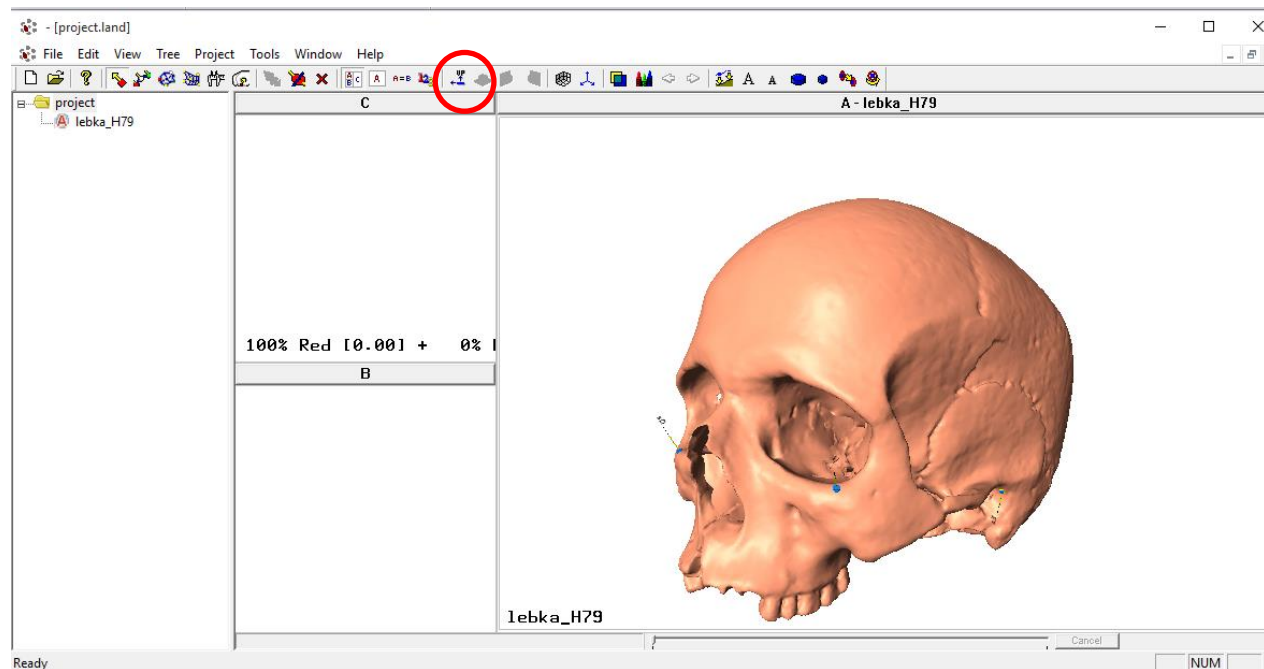 - [project.land]
File Edit View Tree Project Tools Window Help
A B C A A=B A A
project
lebka_H79
C
A - lebka_H79
100% Red [0.00] + 0%
B
lebka_H79
Cancel
Ready
NUM